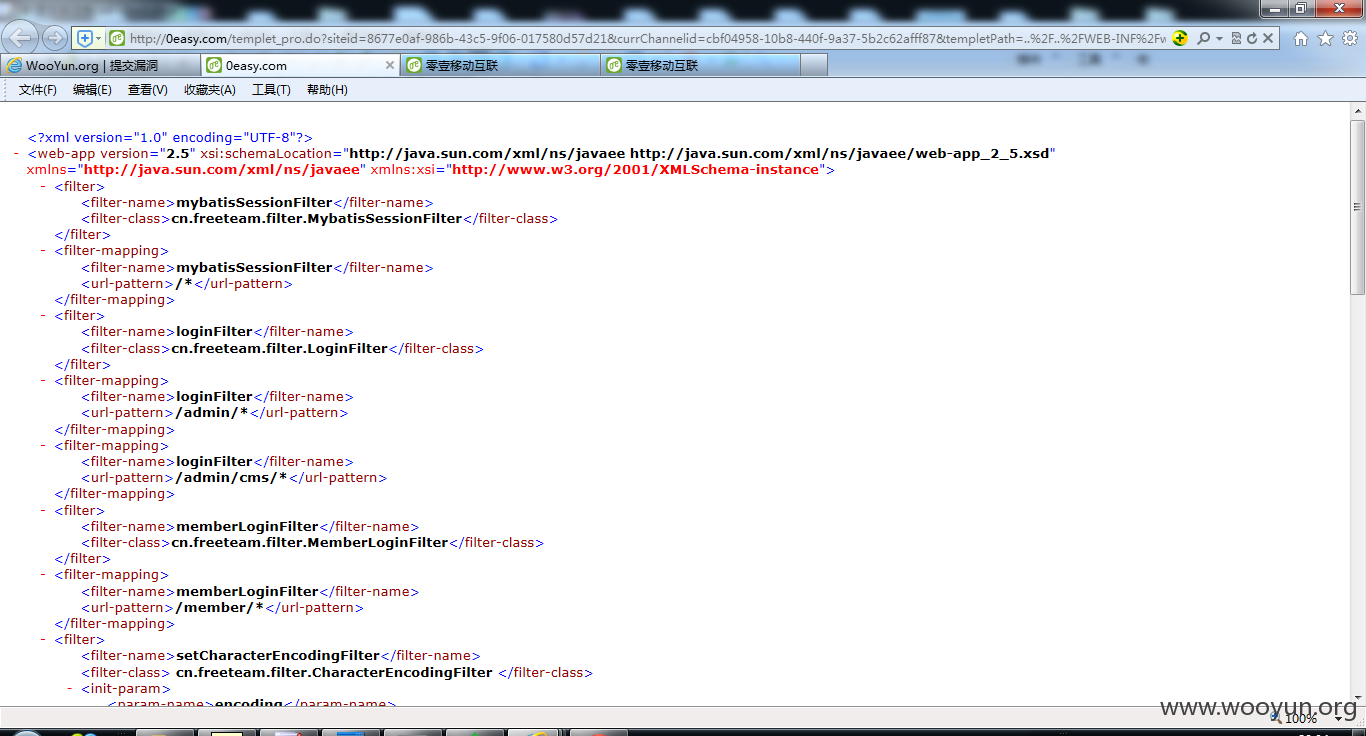 http://0easy.com/templet_pro.do?siteid=8677e0af-986b-43c5-9f06-017580d57d21&currChannelid=cbf04958-10b8-440f-9a37-5b2c62afff87&templetPath=..%2F..%2FWEB-INF%2Fw
WooYun.org | 提交漏洞
0easy.com
零壹移动互联
零壹移动互联
文件(F) 编辑(E) 查看(V) 收藏夹(A) 工具(T) 帮助(H)
<?xml version="1.0" encoding="UTF-8"?>
- <web-app version="2.5" xsi:schemaLocation="http://java.sun.com/xml/ns/javaee http://java.sun.com/xml/ns/javaee/web-app_2_5.xsd"
xmlns="http://java.sun.com/xml/ns/javaee" xmlns:xsi="http://www.w3.org/2001/XMLSchema-instance">
- <filter>
<filter-name>mybatisSessionFilter</filter-name>
<filter-class>cn.freeteam.filter.MybatisSessionFilter</filter-class>
</filter>
- <filter-mapping>
<filter-name>mybatisSessionFilter</filter-name>
<url-pattern>/*</url-pattern>
</filter-mapping>
- <filter>
<filter-name>loginFilter</filter-name>
<filter-class>cn.freeteam.filter.LoginFilter</filter-class>
</filter>
- <filter-mapping>
<filter-name>loginFilter</filter-name>
<url-pattern>/admin/*</url-pattern>
</filter-mapping>
- <filter-mapping>
<filter-name>loginFilter</filter-name>
<url-pattern>/admin/cms/*</url-pattern>
</filter-mapping>
- <filter>
<filter-name>memberLoginFilter</filter-name>
<filter-class>cn.freeteam.filter.MemberLoginFilter</filter-class>
</filter>
- <filter-mapping>
<filter-name>memberLoginFilter</filter-name>
<url-pattern>/member/*</url-pattern>
</filter-mapping>
- <filter>
<filter-name>setCharacterEncodingFilter</filter-name>
<filter-class> cn.freeteam.filter.CharacterEncodingFilter </filter-class>
- <init-param>
<param-name>encoding</param-name>
www.wooyun.org
100%